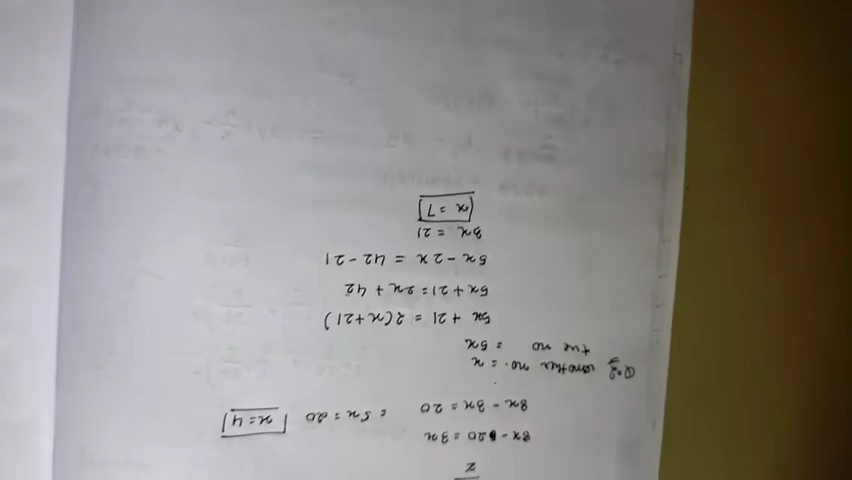 2
8x - 20 = 3x
8x - 3x = 20 = 5x = 20 x = 4
Q.2 another no. = x
+ve no = 5x
5x + 21 = 2(x+21)
5x + 21 = 2x + 42
5x - 2x = 42 - 21
3x = 21
x = 7